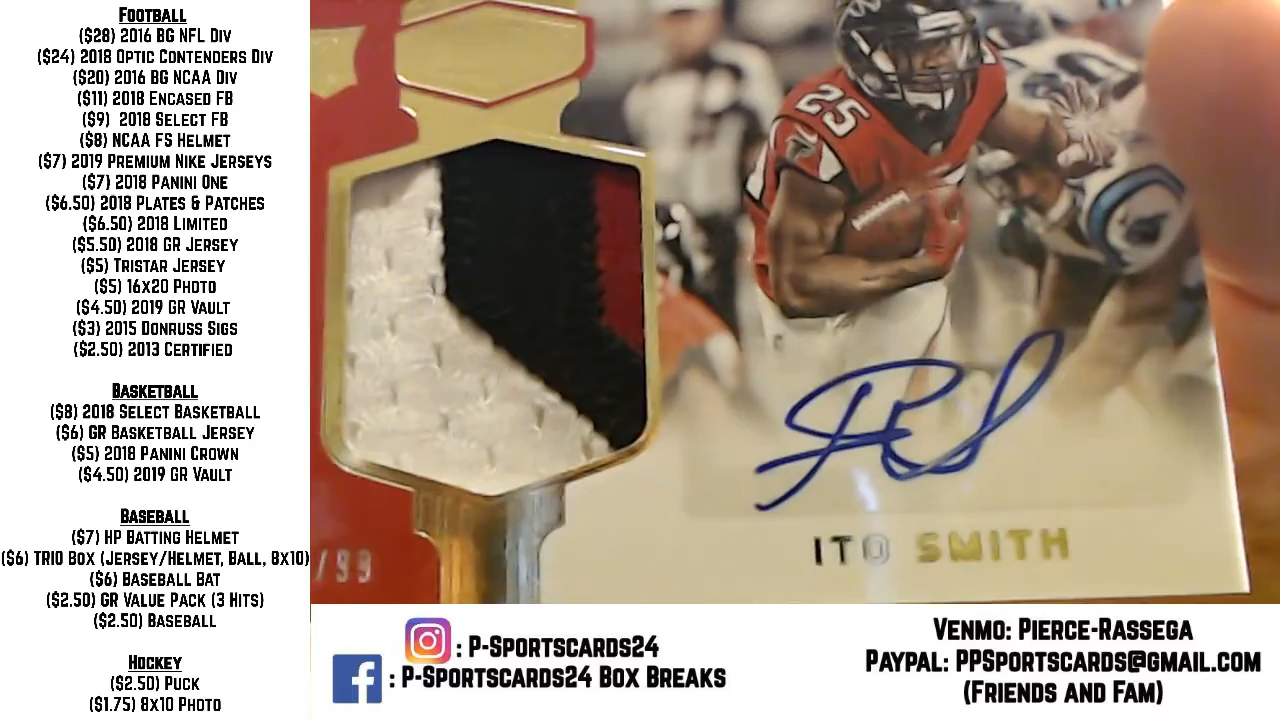 Football
($28) 2016 BG NFL Div
($24) 2018 Optic Contenders Div
($20) 2016 BG NCAA Div
($11) 2018 Encased FB
($9) 2018 Select FB
($8) NCAA FS Helmet
($7) 2019 Premium Nike Jerseys
($7) 2018 Panini One
($6.50) 2018 Plates & Patches
($6.50) 2018 Limited
($5.50) 2018 GR Jersey
($5) Tristar Jersey
($5) 16x20 Photo
($4.50) 2019 GR Vault
($3) 2015 Donruss Sigs
($2.50) 2013 Certified
Basketball
($8) 2018 Select Basketball
($6) GR Basketball Jersey
($5) 2018 Panini Crown
($4.50) 2019 GR Vault
Baseball
($7) HP Batting Helmet
($6) TRIO Box (Jersey/Helmet, Ball, 8x10)
($6) Baseball Bat
($2.50) GR Value Pack (3 Hits)
($2.50) Baseball
Hockey
($2.50) Puck
($1.75) 8x10 Photo
25
ITO SMITH
/99
: P-Sportscards24
: P-Sportscards24 Box Breaks
Venmo: Pierce-Rassega
Paypal: PPSportscards@gmail.com
(Friends and Fam)